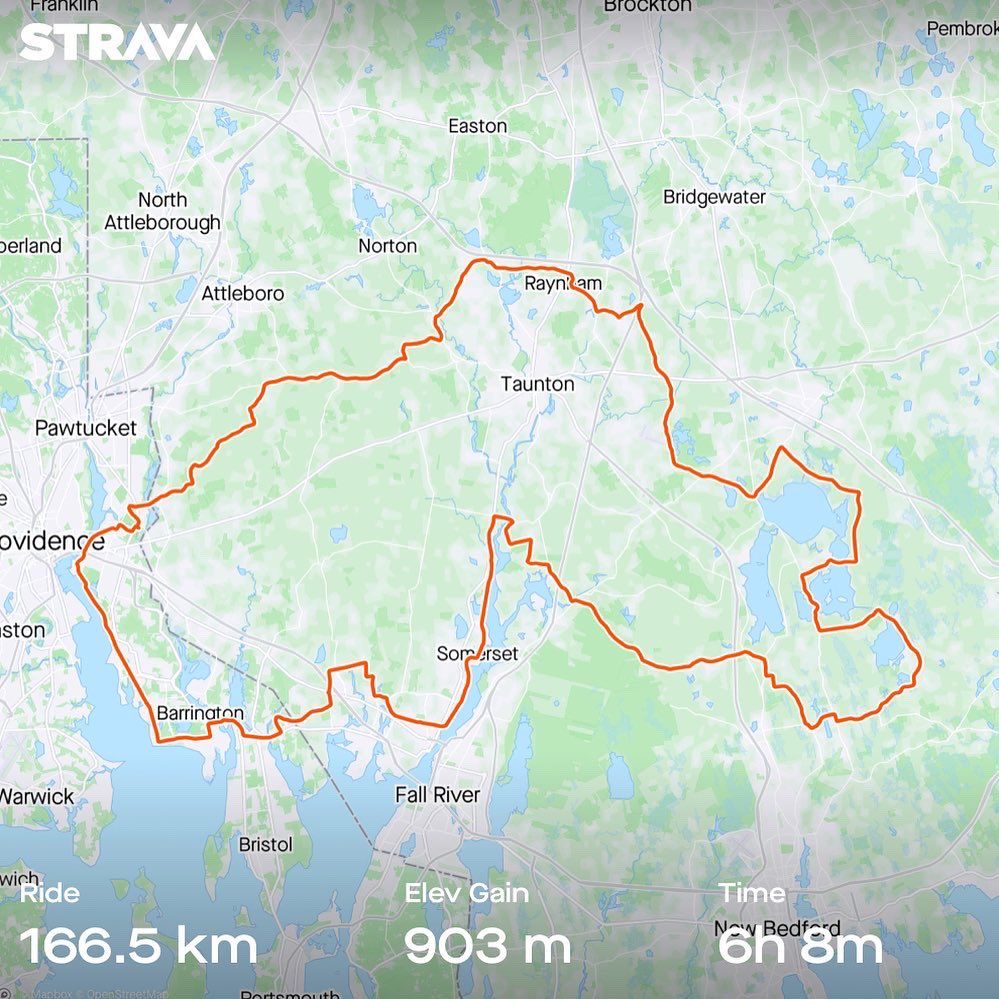 Franklin
Brockton
STRAVA
Pembrok
Easton
Bridgewater
North
Attleborough
Norton
berland
Raynham
Attleboro
Taunton
Pawtucket
e
ovidence
ston
Somerset
Barrington
Warwick
Fall River
Bristol
wich
Ride
Elev Gain
Time
New Bedford
166.5 km
903 m
6h 8m
Mapbox © OpenStreetMap
Portsmouth